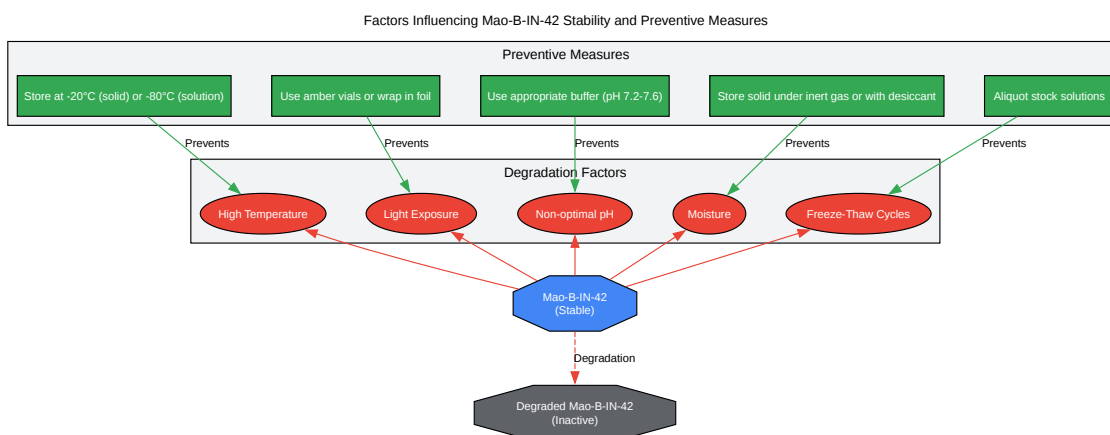 Factors Influencing Mao-B-IN-42 Stability and Preventive Measures
Preventive Measures
Store at -20°C (solid) or -80°C (solution)
Use amber vials or wrap in foil
Use appropriate buffer (pH 7.2-7.6)
Store solid under inert gas or with desiccant
Aliquot stock solutions
Prevents
Prevents
Prevents
Prevents
Prevents
Degradation Factors
High Temperature
Light Exposure
Non-optimal pH
Moisture
Freeze-Thaw Cycles
Mao-B-IN-42
(Stable)
Degradation
Degraded Mao-B-IN-42
(Inactive)